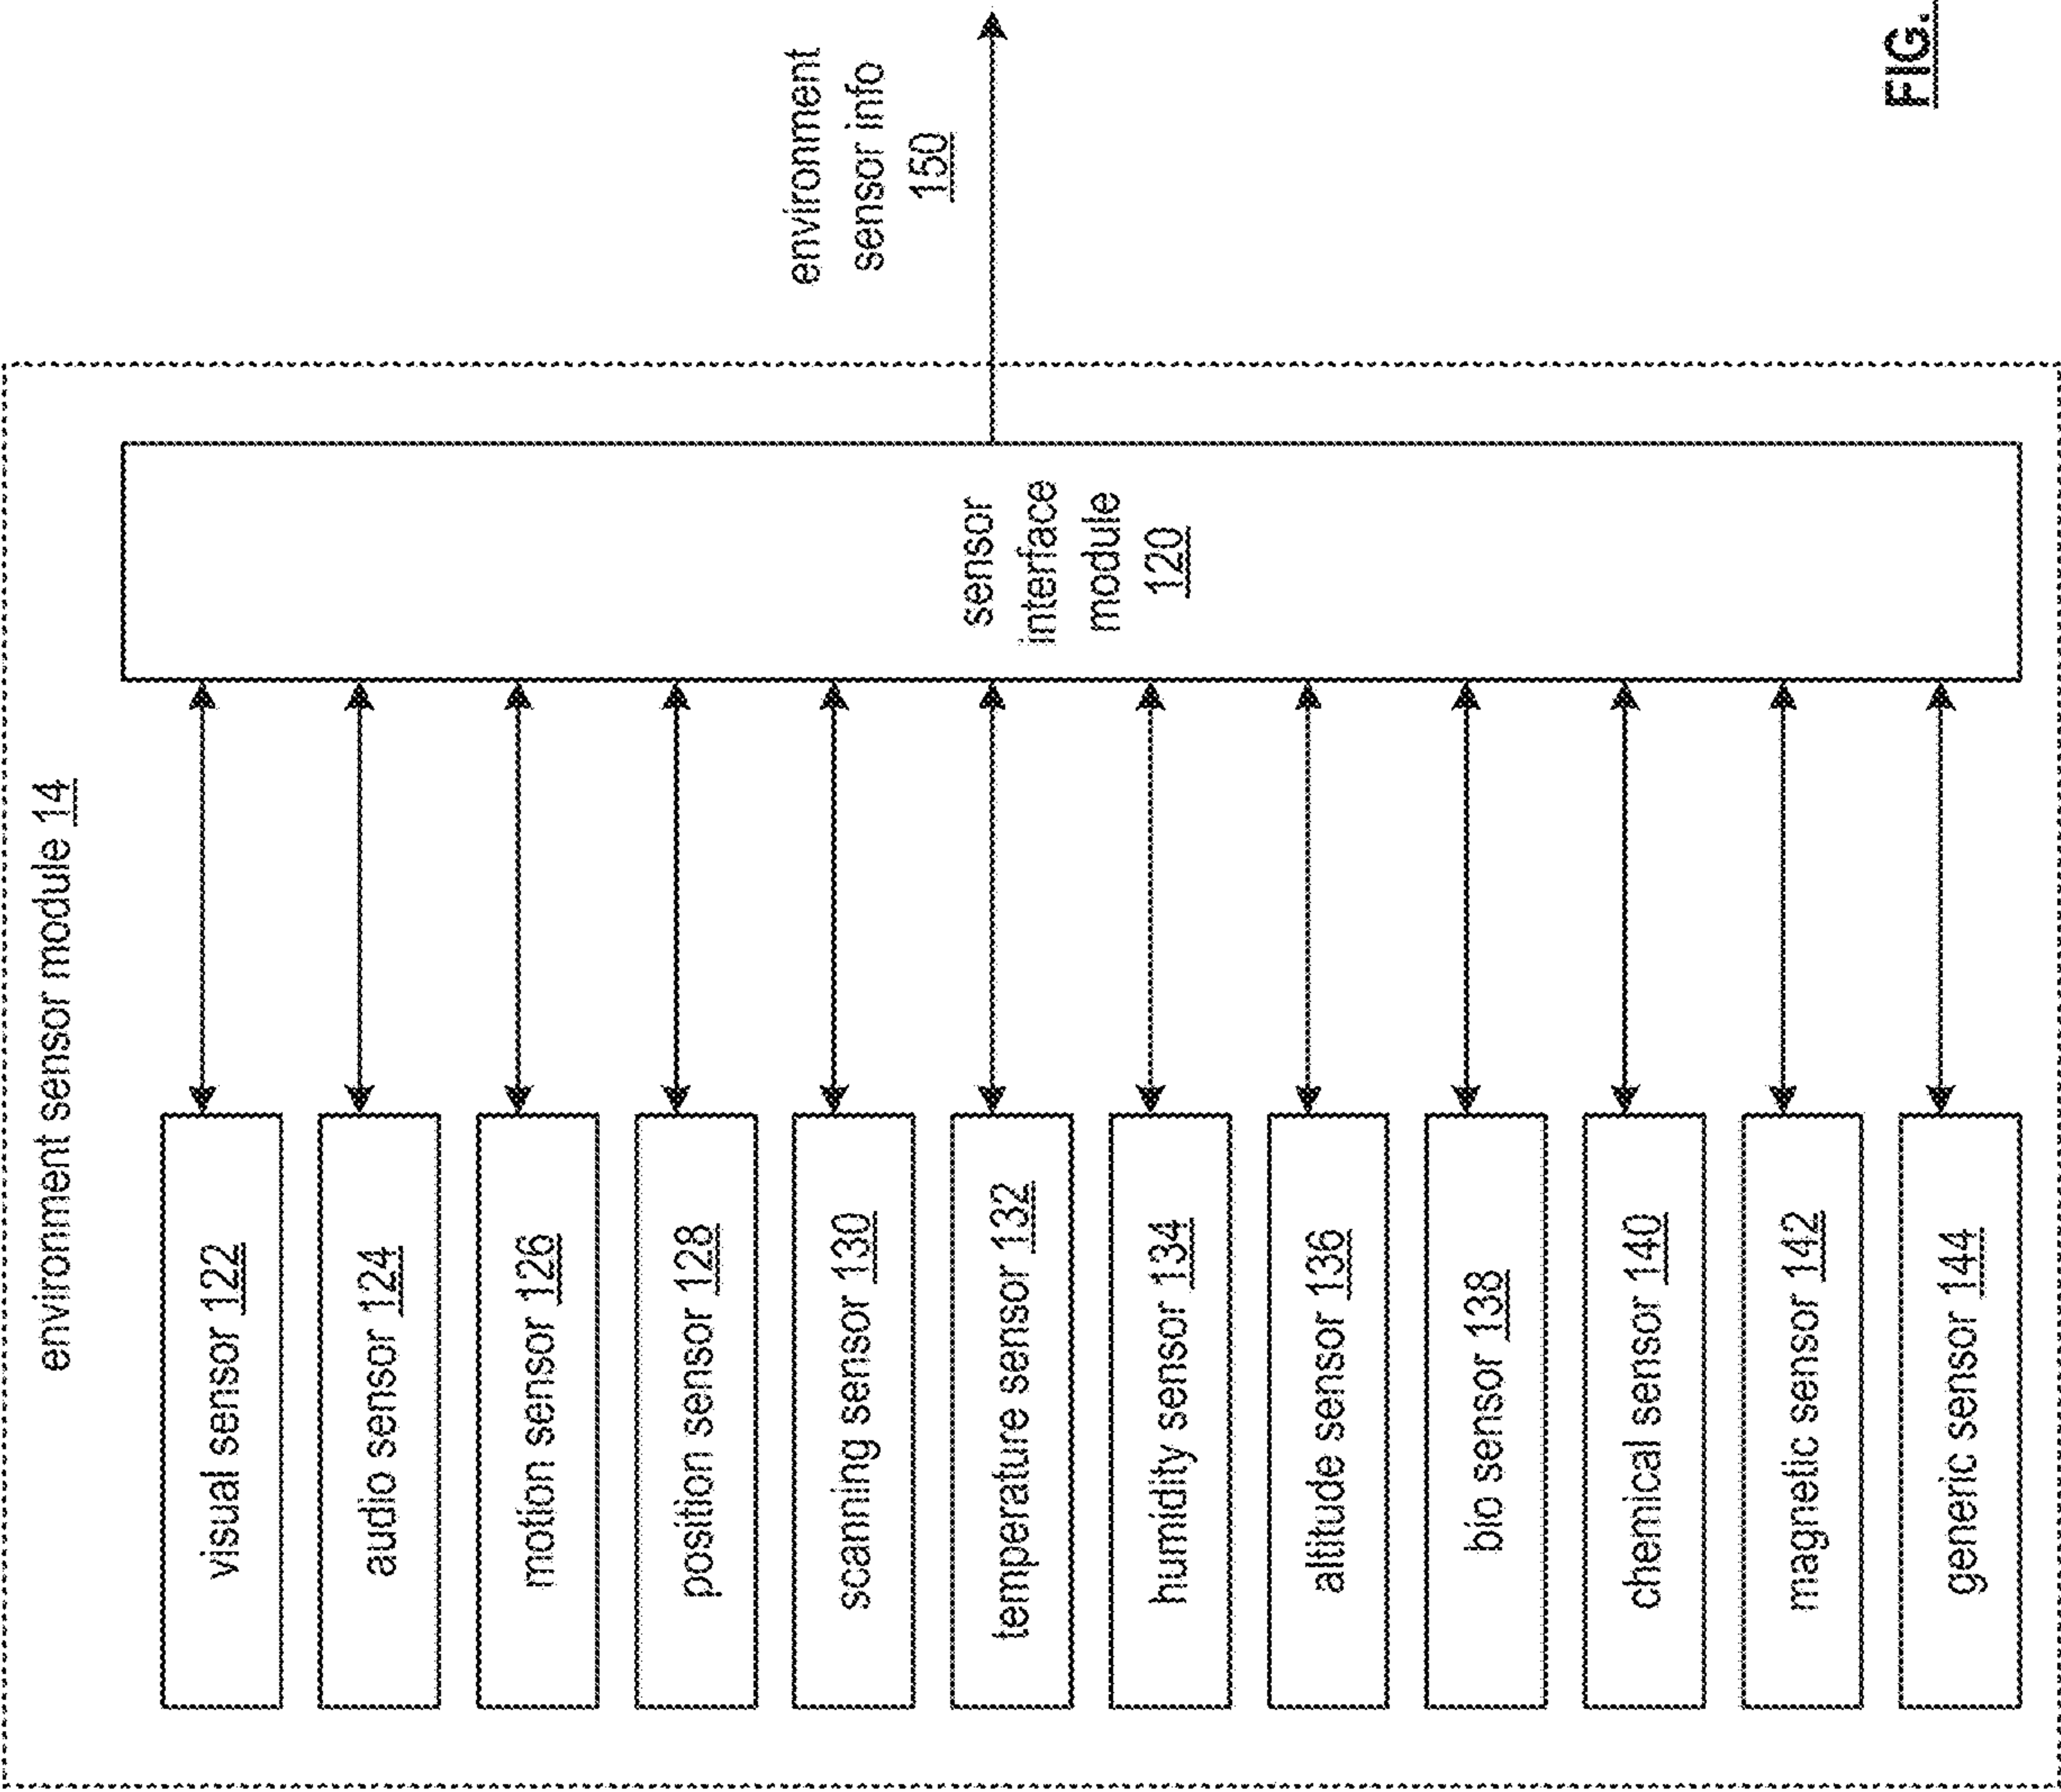 environment sensor module 14
visual sensor 122
audio sensor 124
motion sensor 126
position sensor 128
scanning sensor 130
temperature sensor 132
humidity sensor 134
altitude sensor 136
bio sensor 138
chemical sensor 140
magnetic sensor 142
generic sensor 144
sensor
interface
module
120
environment
sensor info
150
FIG.